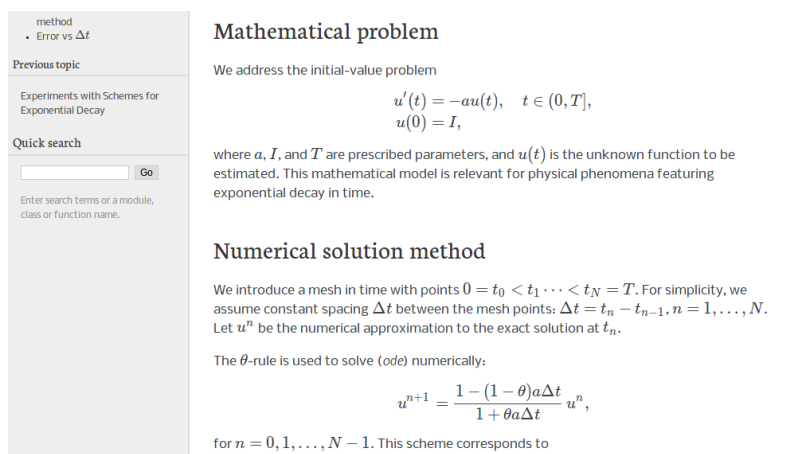 method
• Error vs Δt
Previous topic
Experiments with Schemes for
Exponential Decay
Quick search
Go
Enter search terms or a module,
class or function name.
Mathematical problem
We address the initial-value problem
u′(t) = −au(t), t ∈ (0, T],
u(0) = I,
where a, I, and T are prescribed parameters, and u(t) is the unknown function to be
estimated. This mathematical model is relevant for physical phenomena featuring
exponential decay in time.
Numerical solution method
We introduce a mesh in time with points 0 = t₀ < t₁ ⋯ < t_N = T. For simplicity, we
assume constant spacing Δt between the mesh points: Δt = tₙ − tₙ₋₁, n = 1, …, N.
Let uⁿ be the numerical approximation to the exact solution at tₙ.
The θ-rule is used to solve (ode) numerically:
uⁿ⁺¹ = (1 − (1 − θ)aΔt)/(1 + θaΔt) uⁿ,
for n = 0, 1, …, N − 1. This scheme corresponds to